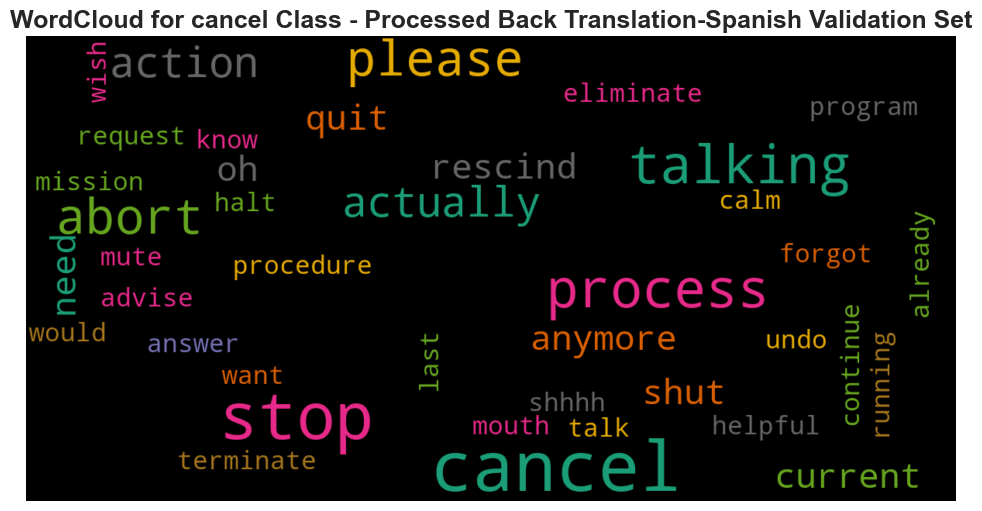 WordCloud for cancel Class - Processed Back Translation-Spanish Validation Set
wish
action
please
eliminate
program
quit
request
know
oh
rescind
talking
mission
halt
actually
calm
abort
need
mute
procedure
forgot
already
advise
process
would
answer
last
anymore
undo
continue
running
want
shut
stop
shhhh
mouth
talk
helpful
terminate
cancel
current